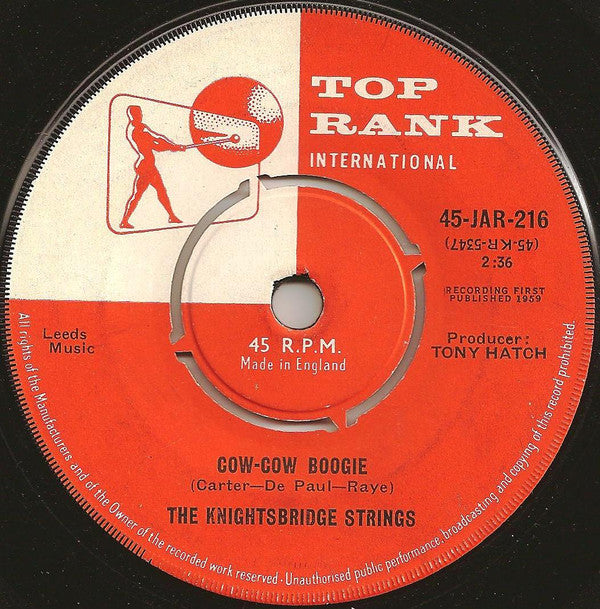 TOP
RANK
INTERNATIONAL
45-JAR-216
(45-KR-5347)
2:36
RECORDING FIRST
PUBLISHED 1959
Leeds
Music
Producer:
TONY HATCH
45 R.P.M.
Made in England
COW-COW BOOGIE
(Carter—De Paul—Raye)
THE KNIGHTSBRIDGE STRINGS
All rights of the Manufacturers and of the Owner of the recorded work reserved · Unauthorised public performance, broadcasting and copying of this record prohibited.